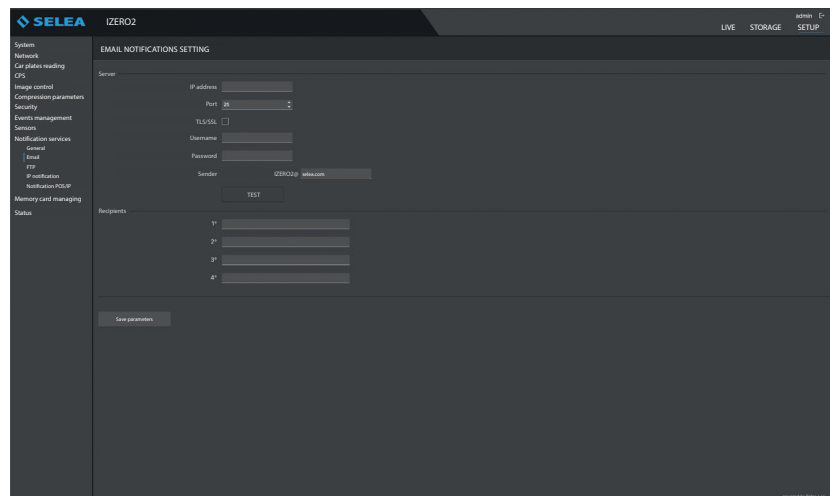 SELEA
IZERO2
admin
LIVE STORAGE SETUP
System
Network
Car plates reading
CPS
Image control
Compression parameters
Security
Events management
Sensors
Notification services
General
Email
FTP
IP notification
Notification POS/IP
Memory card managing
Status
EMAIL NOTIFICATIONS SETTING
Server
IP address
Port 25
TLS/SSL
Username
Password
Sender IZERO2@ selea.com
TEST
Recipients
1°
2°
3°
4°
Save parameters